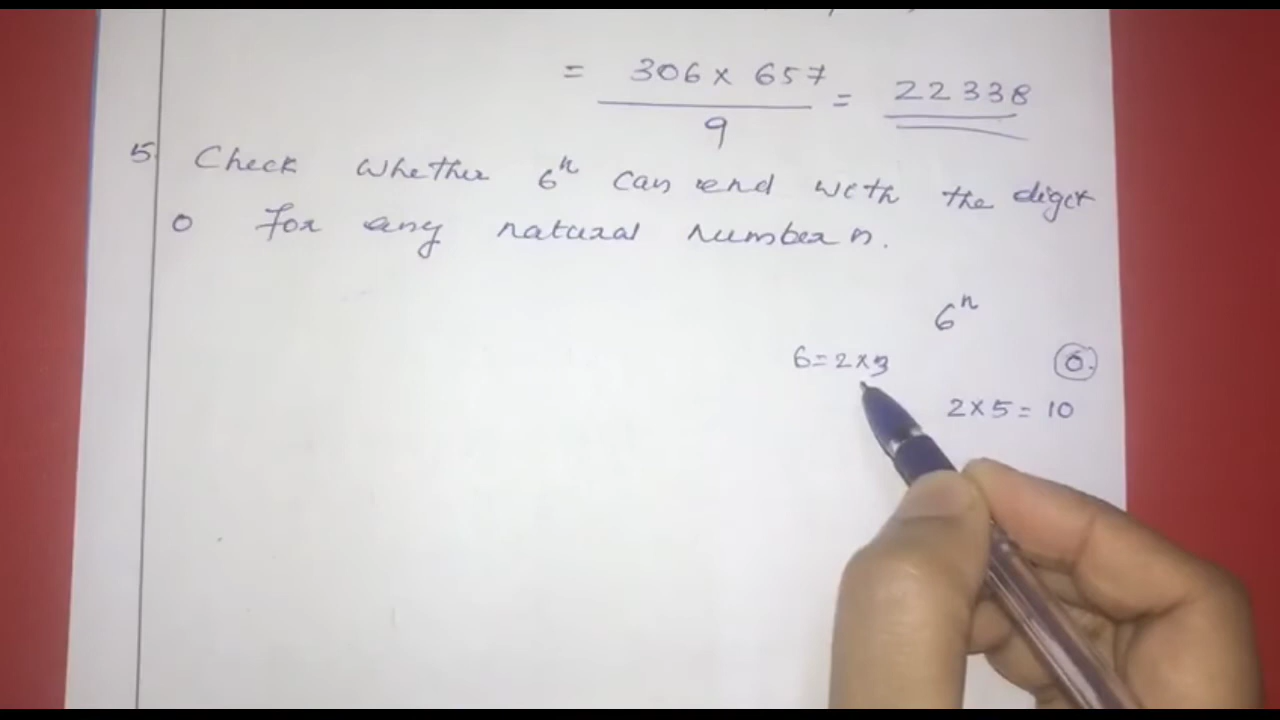 = 306 x 657 / 9 = 22338
5. Check whether 6ⁿ can end with the digit
0 for any natural number n.
6ⁿ
6=2x3
0.
2x5=10